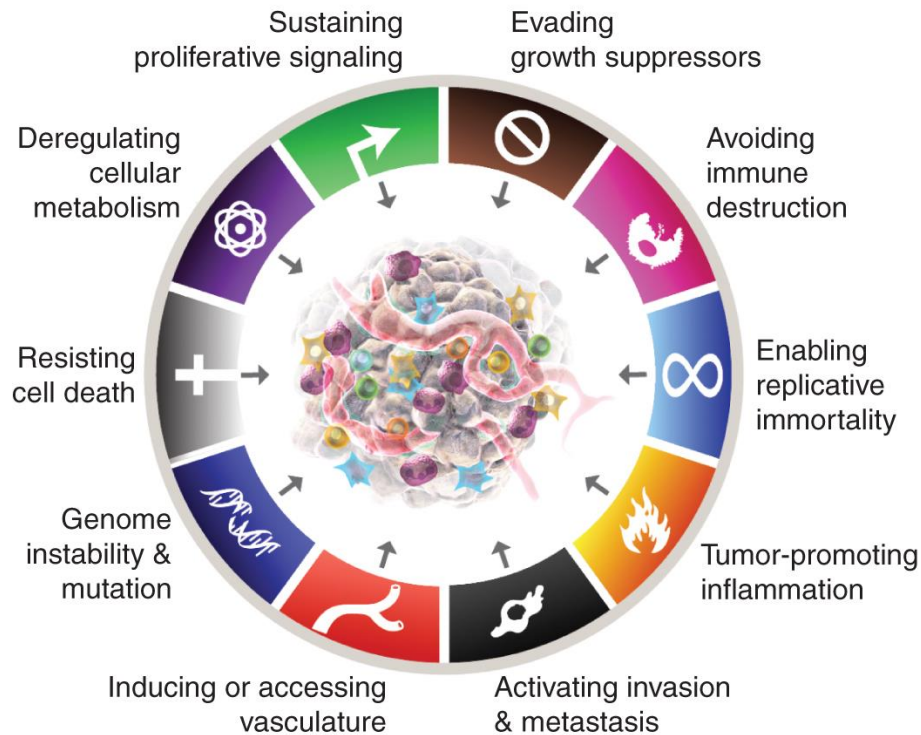 Sustaining
proliferative signaling
Evading
growth suppressors
Deregulating
cellular
metabolism
Avoiding
immune
destruction
Resisting
cell death
Enabling
replicative
immortality
Genome
instability &
mutation
Tumor-promoting
inflammation
Inducing or accessing
vasculature
Activating invasion
& metastasis